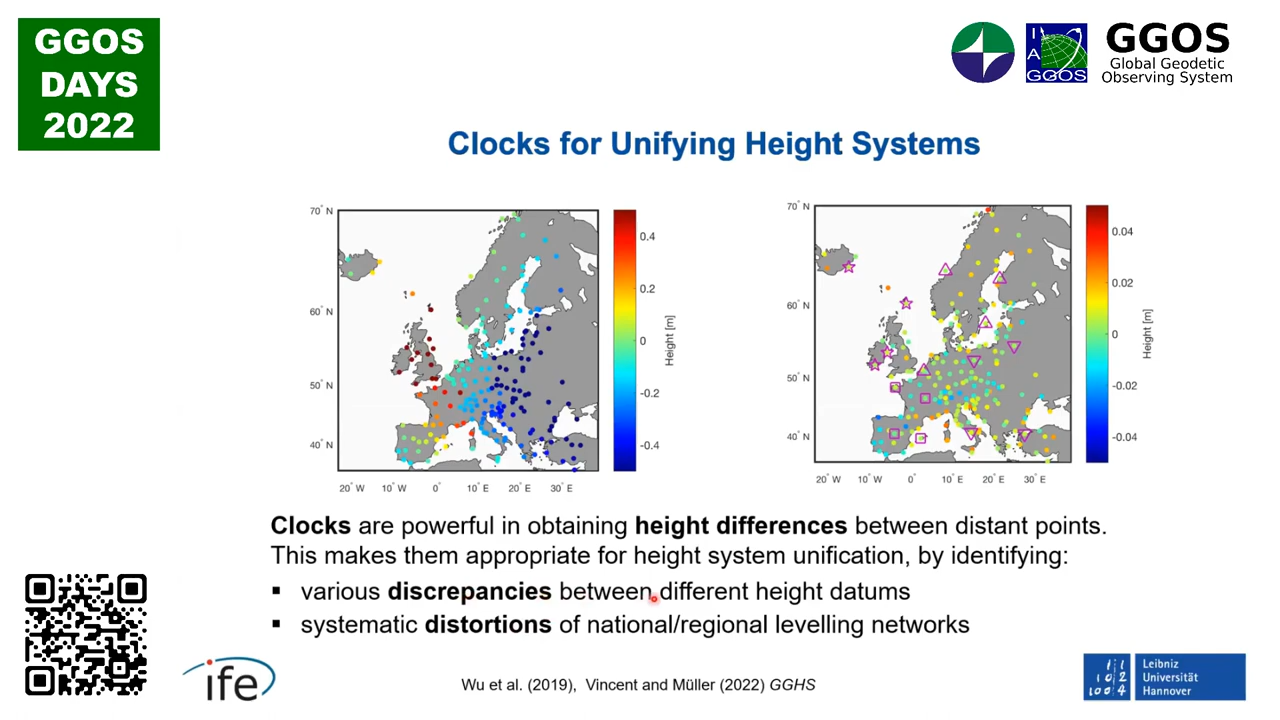 GGOS
DAYS
2022
I
A
GGOS
GGOS
Global Geodetic
Observing System
Clocks for Unifying Height Systems
70° N
60° N
50° N
40° N
20° W 10° W 0° 10° E 20° E 30° E
0.4
0.2
0
-0.2
-0.4
Height [m]
70° N
60° N
50° N
40° N
20° W 10° W 0° 10° E 20° E 30° E
0.04
0.02
0
-0.02
-0.04
Height [m]
Clocks are powerful in obtaining height differences between distant points.
This makes them appropriate for height system unification, by identifying:
▪ various discrepancies between different height datums
▪ systematic distortions of national/regional levelling networks
ife
Wu et al. (2019), Vincent and Müller (2022) GGHS
Leibniz
Universität
Hannover